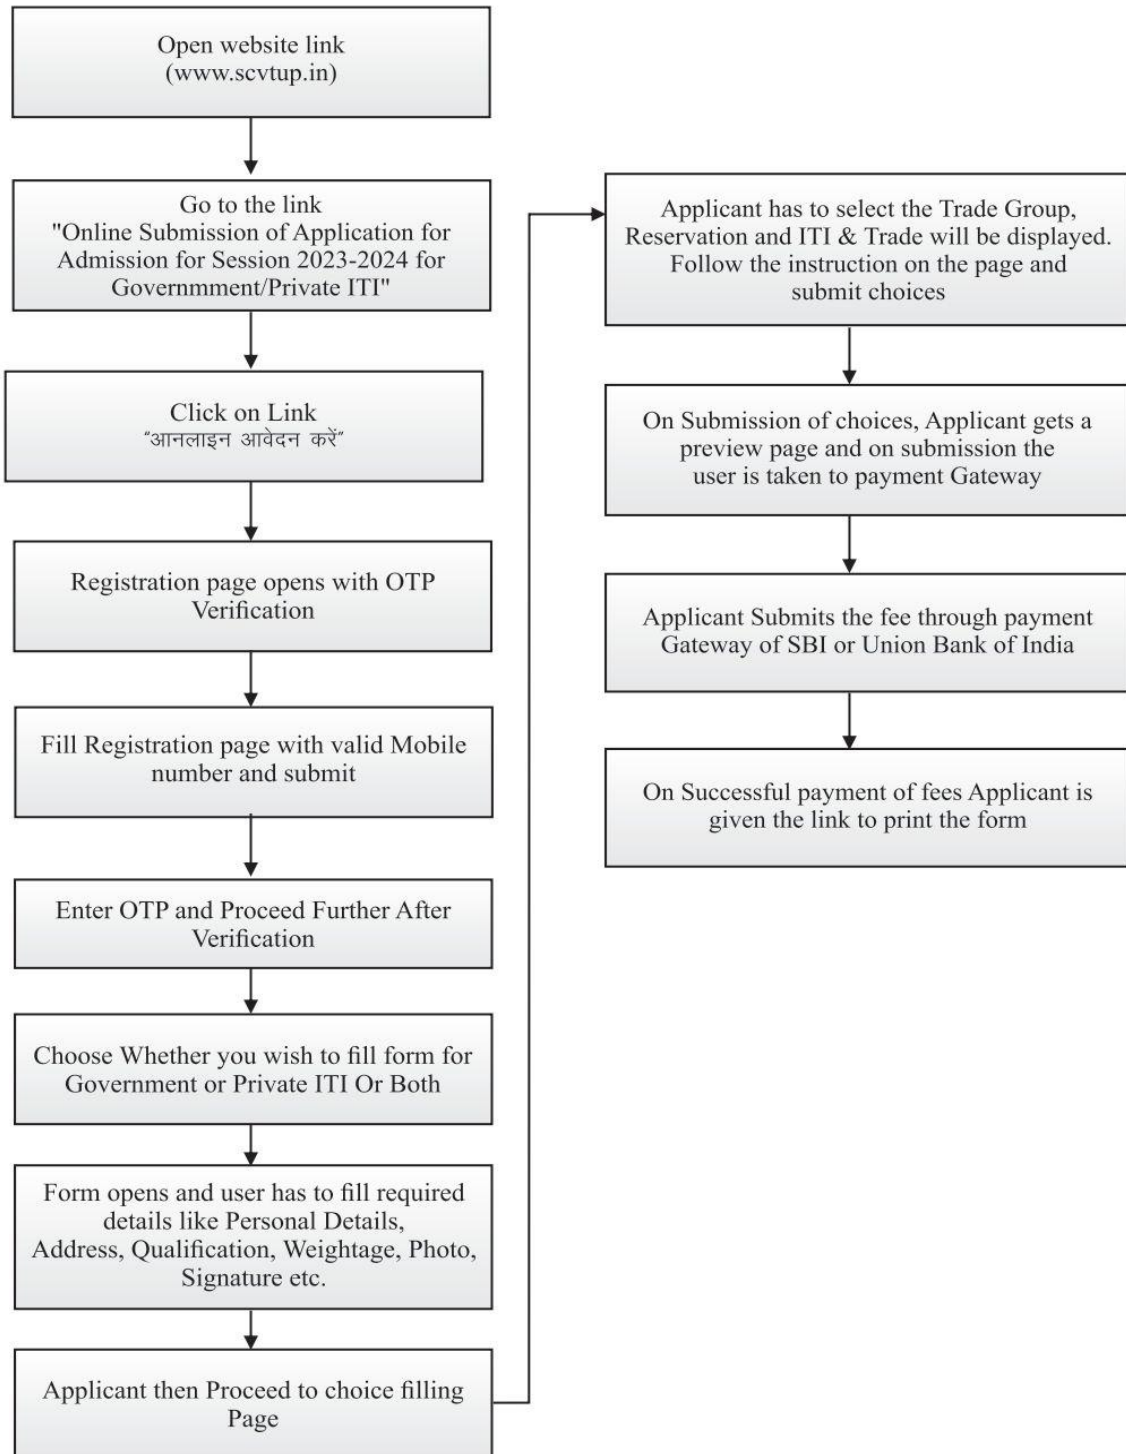 Open website link
(www.scvtup.in)
Go to the link
"Online Submission of Application for
Admission for Session 2023-2024 for
Governmment/Private ITI"
Click on Link
“आनलाइन आवेदन करें”
Registration page opens with OTP
Verification
Fill Registration page with valid Mobile
number and submit
Enter OTP and Proceed Further After
Verification
Choose Whether you wish to fill form for
Government or Private ITI Or Both
Form opens and user has to fill required
details like Personal Details,
Address, Qualification, Weightage, Photo,
Signature etc.
Applicant then Proceed to choice filling
Page
Applicant has to select the Trade Group,
Reservation and ITI & Trade will be displayed.
Follow the instruction on the page and
submit choices
On Submission of choices, Applicant gets a
preview page and on submission the
user is taken to payment Gateway
Applicant Submits the fee through payment
Gateway of SBI or Union Bank of India
On Successful payment of fees Applicant is
given the link to print the form